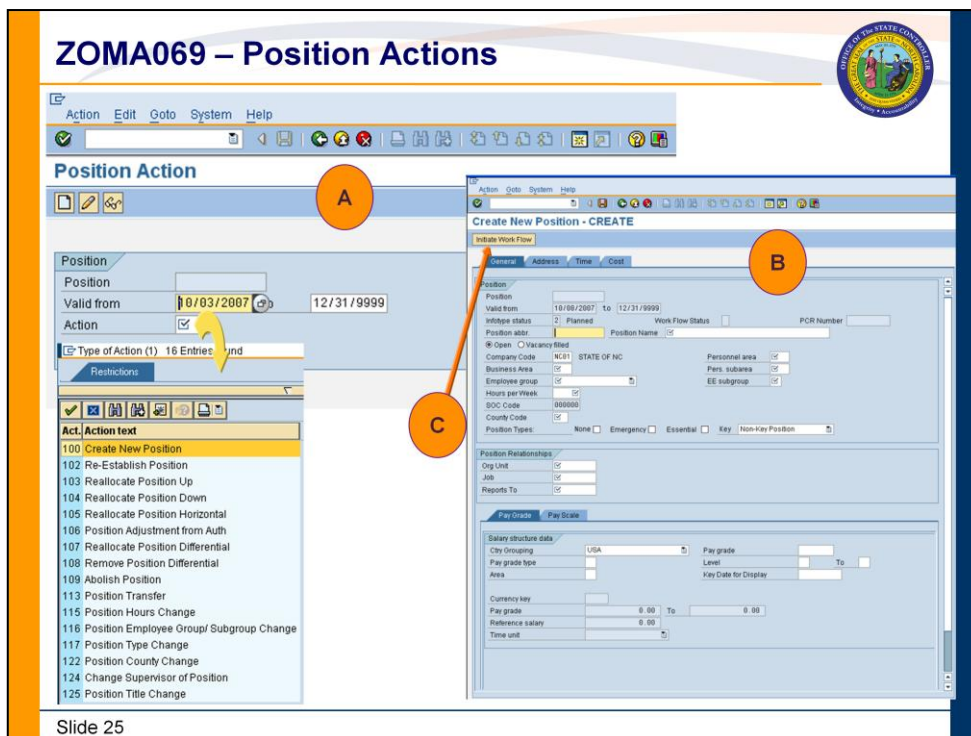 ZOMA069 – Position Actions
OFFICE OF THE STATE CONTROLLER
Action Edit Goto System Help
Position Action
A
Position
Position
Valid from 10/03/2007 12/31/9999
Action
Type of Action (1) 16 Entries
Restrictions
Act. Action text
100 Create New Position
102 Re-Establish Position
103 Reallocate Position Up
104 Reallocate Position Down
105 Reallocate Position Horizontal
106 Position Adjustment from Auth
107 Reallocate Position Differential
108 Remove Position Differential
109 Abolish Position
113 Position Transfer
115 Position Hours Change
116 Position Employee Group/ Subgroup Change
117 Position Type Change
122 Position County Change
124 Change Supervisor of Position
125 Position Title Change
Action Goto System Help
Create New Position - CREATE
Initiate Work Flow
B
General Address Time Cost
Position
Position
Valid from 10/08/2007 to 12/31/9999
Infotype status 2 Planned Work Flow Status PCR Number
Position abbr. Position Name
Open Vacancy filled
Company Code NC01 STATE OF NC Personnel area
Business Area Pers. subarea
Employee group EE subgroup
Hours per Week
SOC Code 000000
County Code
Position Types: None Emergency Essential Key Non-Key Position
C
Position Relationships
Org Unit
Job
Reports To
Pay Grade Pay Scale
Salary structure data
Ctry Grouping USA Pay grade
Pay grade type Level To
Area Key Date for Display
Currency key
Pay grade 0.00 To 0.00
Reference salary 0.00
Time unit
Slide 25